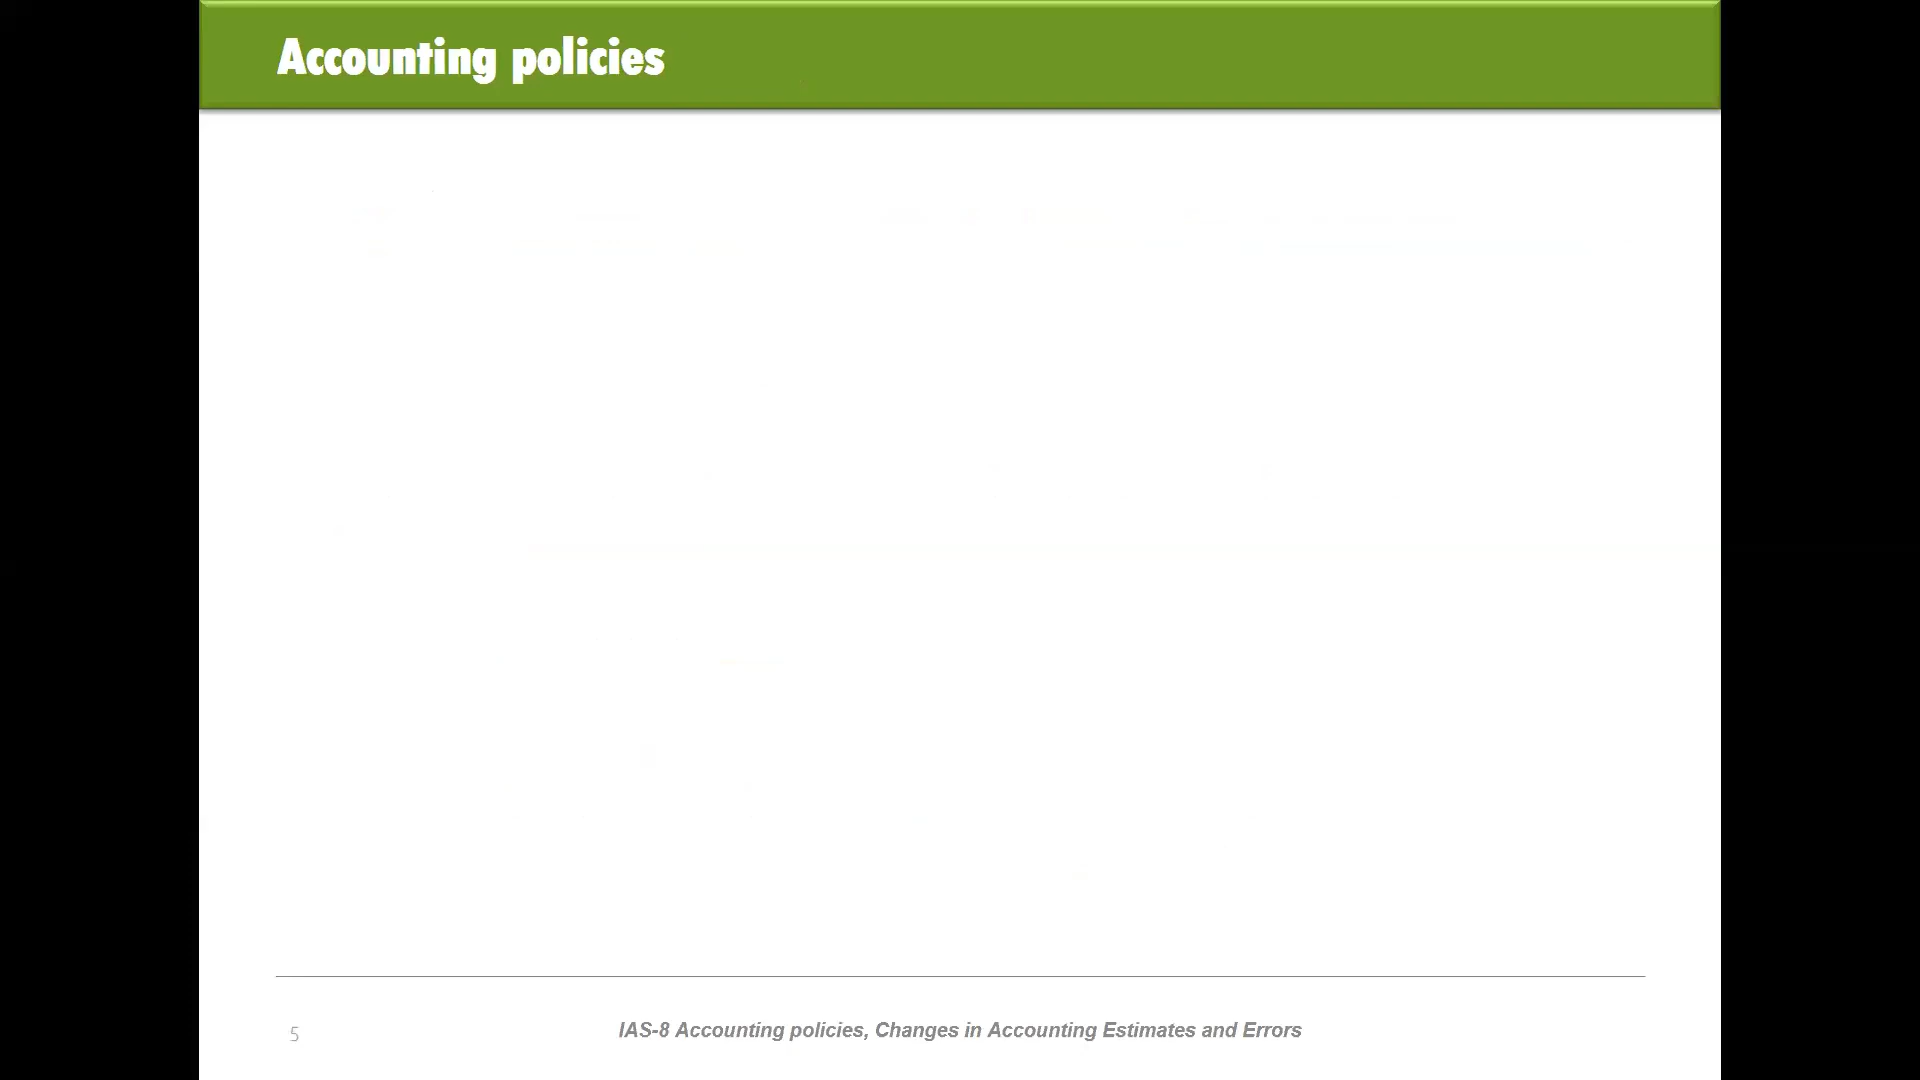 Accounting policies
5
IAS-8 Accounting policies, Changes in Accounting Estimates and Errors